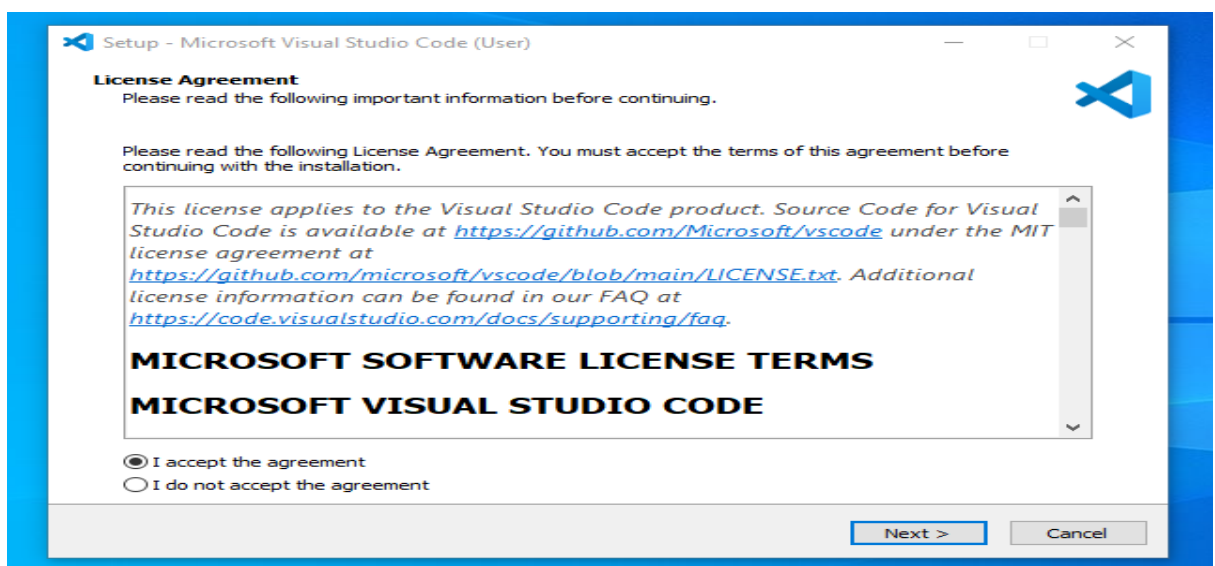 Setup - Microsoft Visual Studio Code (User)
License Agreement
Please read the following important information before continuing.
Please read the following License Agreement. You must accept the terms of this agreement before
continuing with the installation.
This license applies to the Visual Studio Code product. Source Code for Visual
Studio Code is available at https://github.com/Microsoft/vscode under the MIT
license agreement at
https://github.com/microsoft/vscode/blob/main/LICENSE.txt. Additional
license information can be found in our FAQ at
https://code.visualstudio.com/docs/supporting/faq.
MICROSOFT SOFTWARE LICENSE TERMS
MICROSOFT VISUAL STUDIO CODE
I accept the agreement
I do not accept the agreement
Next >
Cancel